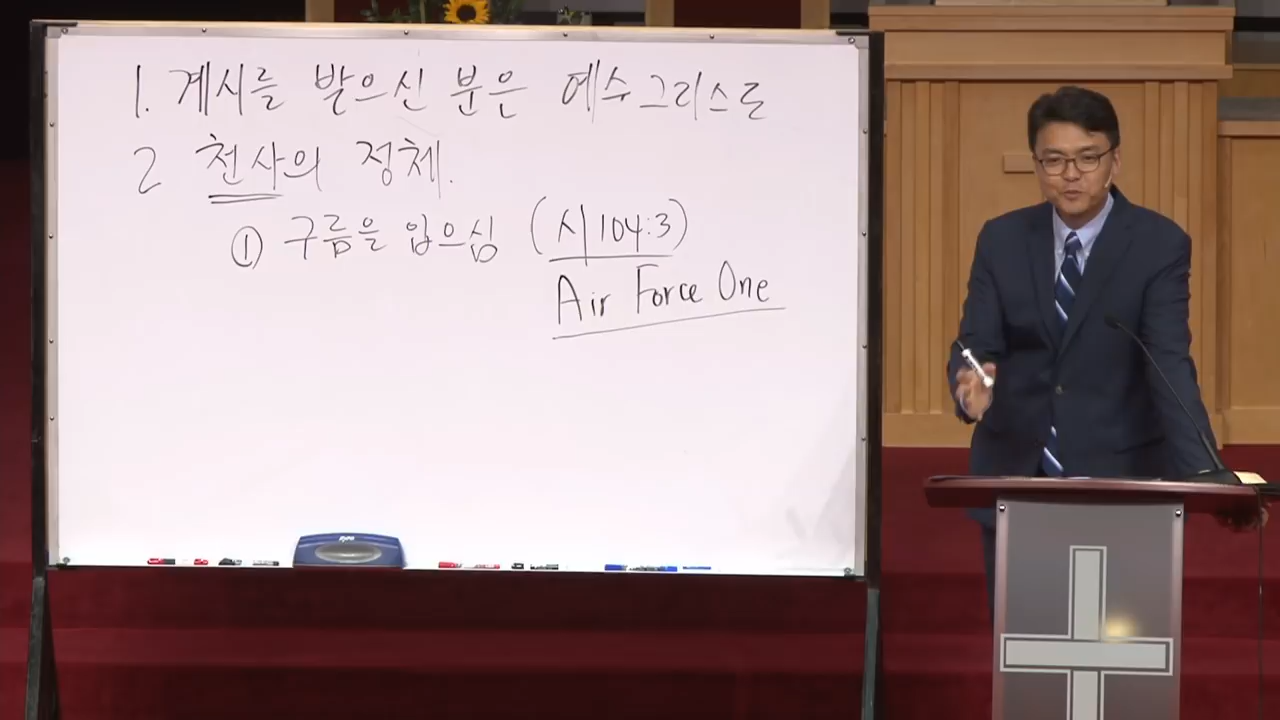 1. 계시를 발으신 분은 예수그리스도
2 천사의 정체.
① 구름을 입으심 (시104:3)
Air Force One